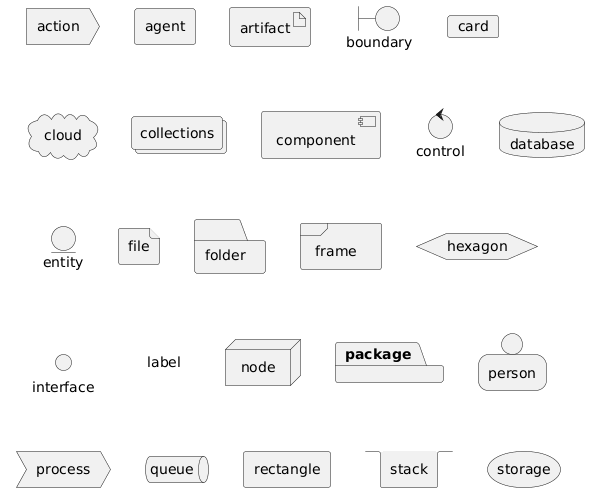 action
agent
artifact
boundary
card
cloud
collections
component
control
database
entity
file
folder
frame
hexagon
interface
label
node
package
person
process
queue
rectangle
stack
storage